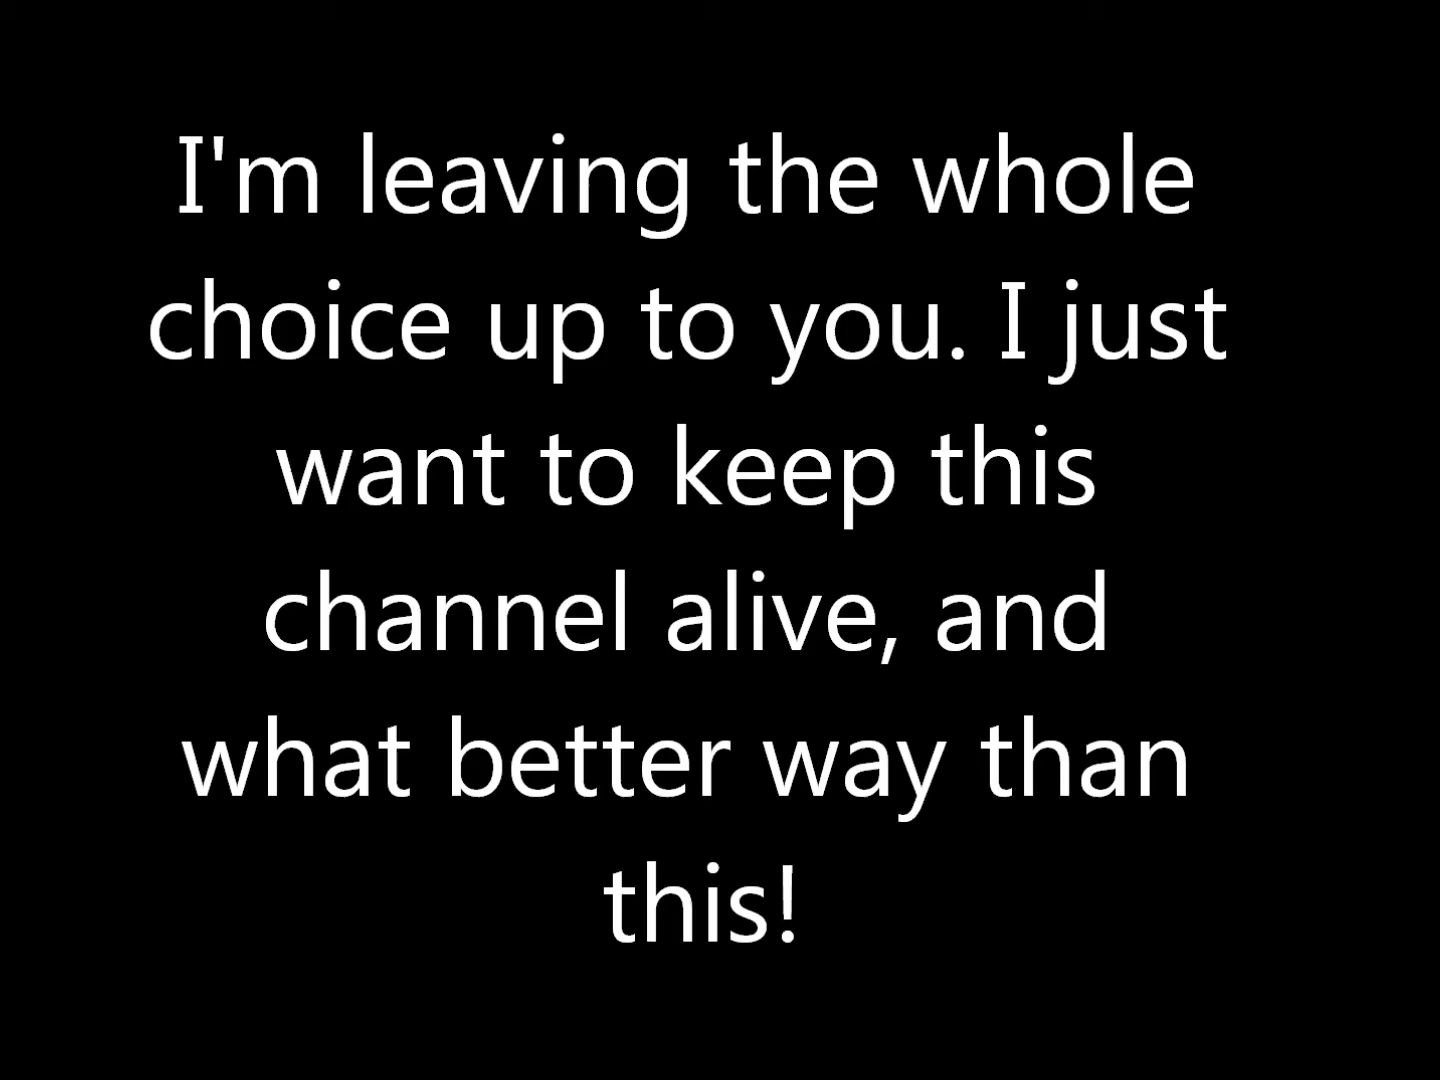 I'm leaving the whole
choice up to you. I just
want to keep this
channel alive, and
what better way than
this!